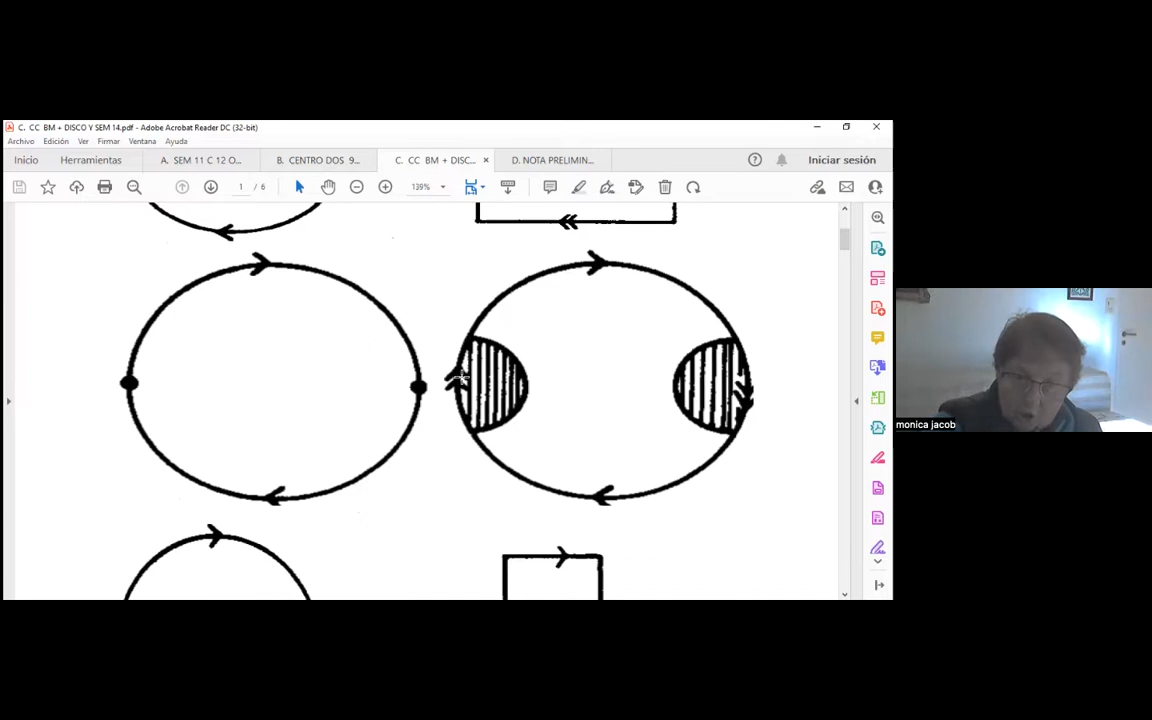 C. CC BM + DISCO Y SEM 14.pdf - Adobe Acrobat Reader DC (32-bit)
Archivo Edición Ver Firmar Ventana Ayuda
Inicio Herramientas A. SEM 11 C 12 O... B. CENTRO DOS 9... C. CC BM + DISC... D. NOTA PRELIMIN... Iniciar sesión
1 / 6 139%
monica jacob